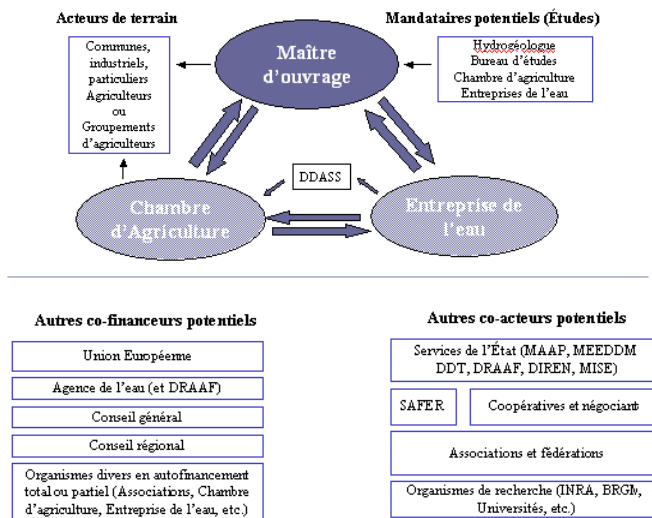 Acteurs de terrain
Mandataires potentiels (Études)
Communes,
industriels,
particuliers
Agriculteurs
ou
Groupements
d'agriculteurs
Maître
d'ouvrage
Hydrogéologue
Bureau d'études
Chambre d'agriculture
Entreprises de l'eau
DDASS
Chambre
d'Agriculture
Entreprise de
l'eau
Autres co-financeurs potentiels
Union Européenne
Agence de l'eau (et DRAAF)
Conseil général
Conseil régional
Organismes divers en autofinancement
total ou partiel (Associations, Chambre
d'agriculture, Entreprise de l'eau, etc.)
Autres co-acteurs potentiels
Services de l'État (MAAP, MEEDDM
DDT, DRAAF, DIREN, MISE)
SAFER
Coopératives et négociant
Associations et fédérations
Organismes de recherche (INRA, BRGM,
Universités, etc.)